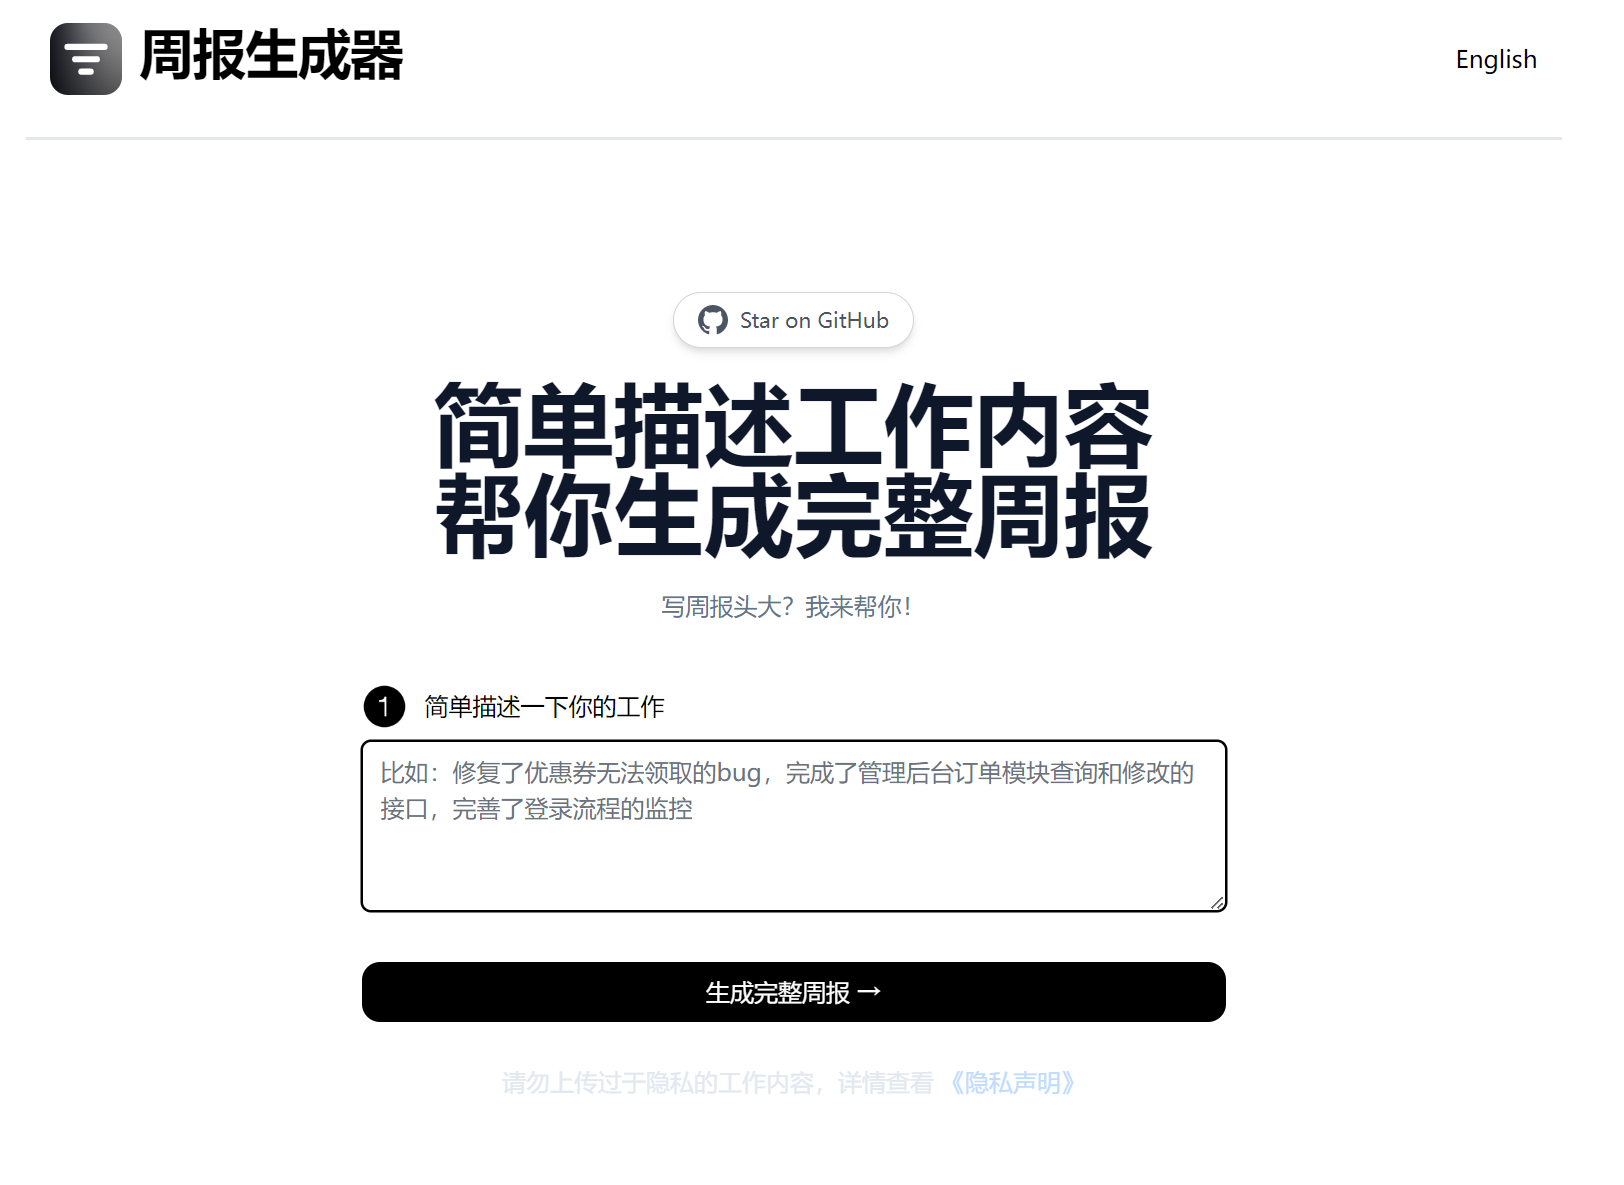 周报生成器
English
Star on GitHub
简单描述工作内容
帮你生成完整周报
写周报头大？我来帮你！
1 简单描述一下你的工作
比如：修复了优惠券无法领取的bug，完成了管理后台订单模块查询和修改的
接口，完善了登录流程的监控
生成完整周报 →
请勿上传过于隐私的工作内容，详情查看 《隐私声明》